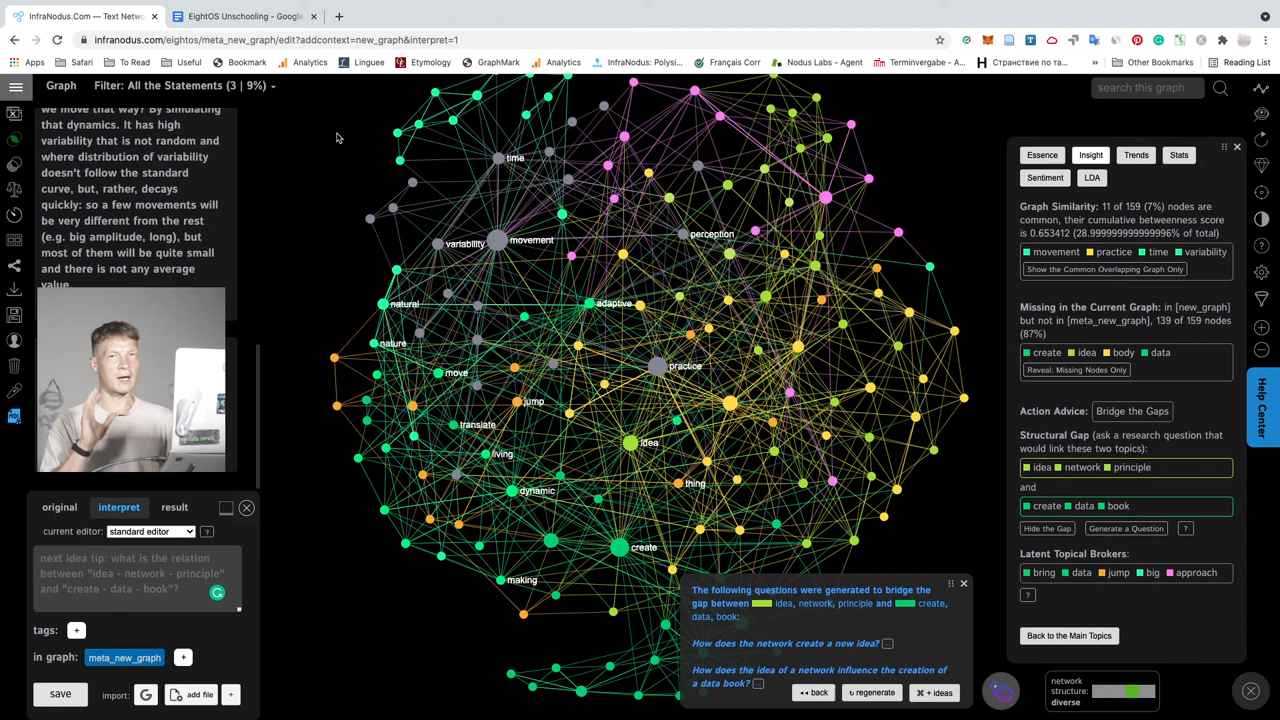 InfraNodus.Com — Text Netwo
EightOS Unschooling - Google
infranodus.com/eightos/meta_new_graph/edit?addcontext=new_graph&interpret=1
Apps
Safari
To Read
Useful
Bookmark
Analytics
Linguee
Etymology
GraphMark
Analytics
InfraNodus: Polysi...
Français Corr
Nodus Labs - Agent
Terminvergabe - A...
Странствие по та...
»
Other Bookmarks
Reading List
Graph
Filter: All the Statements (3 | 9%)
search this graph
we move that way? By simulating
that dynamics. It has high
variability that is not random and
where distribution of variability
doesn't follow the standard
curve, but, rather, decays
quickly: so a few movements will
be very different from the rest
(e.g. big amplitude, long), but
most of them will be quite small
and there is not any average
value.
time
variability
movement
perception
natural
adaptive
nature
move
practice
jump
translate
idea
living
thing
dynamic
create
making
Essence
Insight
Trends
Stats
Sentiment
LDA
Graph Similarity: 11 of 159 (7%) nodes
are common, their cumulative betweenness score
is 0.653412 (28.999999999999996% of total)
movement practice time variability
Show the Common Overlapping Graph Only
Missing in the Current Graph: in [new_graph]
but not in [meta_new_graph], 139 of 159 nodes
(87%)
create idea body data
Reveal: Missing Nodes Only
Action Advice: Bridge the Gaps
Structural Gap (ask a research question that
would link these two topics):
idea network principle
and
create data book
Hide the Gap
Generate a Question
?
Latent Topical Brokers:
bring data jump big approach
?
Back to the Main Topics
Help Center
network
structure:
diverse
original
interpret
result
current editor: standard editor
?
next idea tip: what is the relation
between "idea - network - principle"
and "create - data - book"?
tags: +
in graph: meta_new_graph +
save
import: G
add file
+
The following questions were generated to bridge the
gap between idea, network, principle and create,
data, book:
How does the network create a new idea? ...
How does the idea of a network influence the creation of
a data book? ...
◂◂ back
↻ regenerate
⌘ + ideas